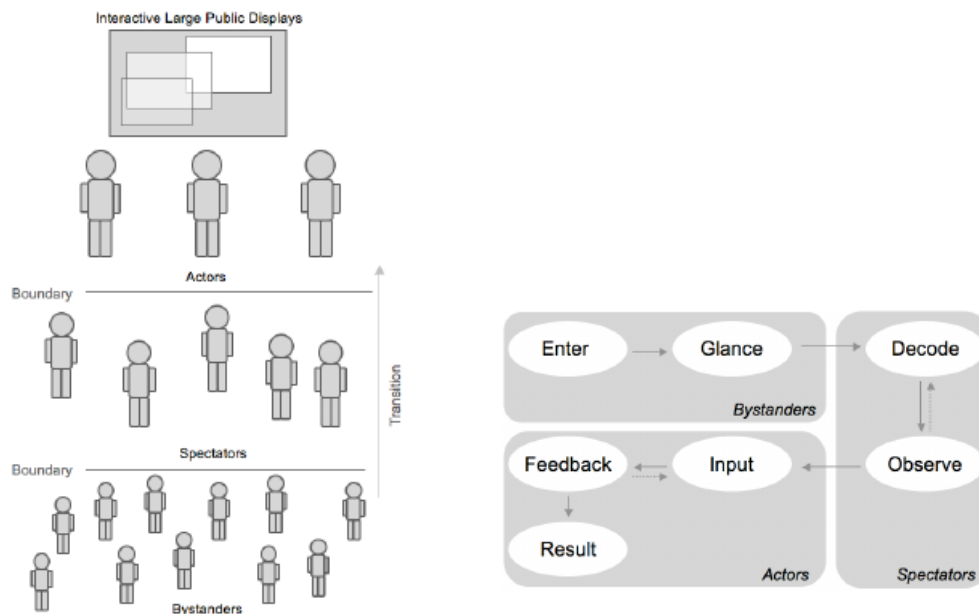 Interactive Large Public Displays
Actors
Boundary
Spectators
Boundary
Bystanders
Transition
Enter
Glance
Decode
Bystanders
Feedback
Input
Observe
Result
Actors
Spectators